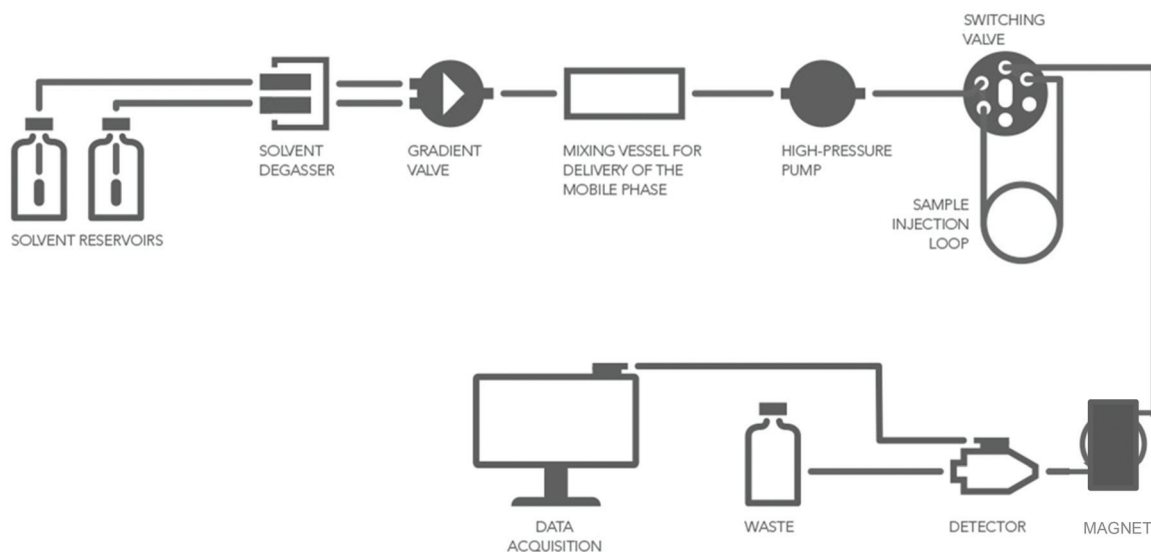 SWITCHING
VALVE
SOLVENT
DEGASSER
GRADIENT
VALVE
MIXING VESSEL FOR
DELIVERY OF THE
MOBILE PHASE
HIGH-PRESSURE
PUMP
SAMPLE
INJECTION
LOOP
SOLVENT RESERVOIRS
DATA
ACQUISITION
WASTE
DETECTOR
MAGNET